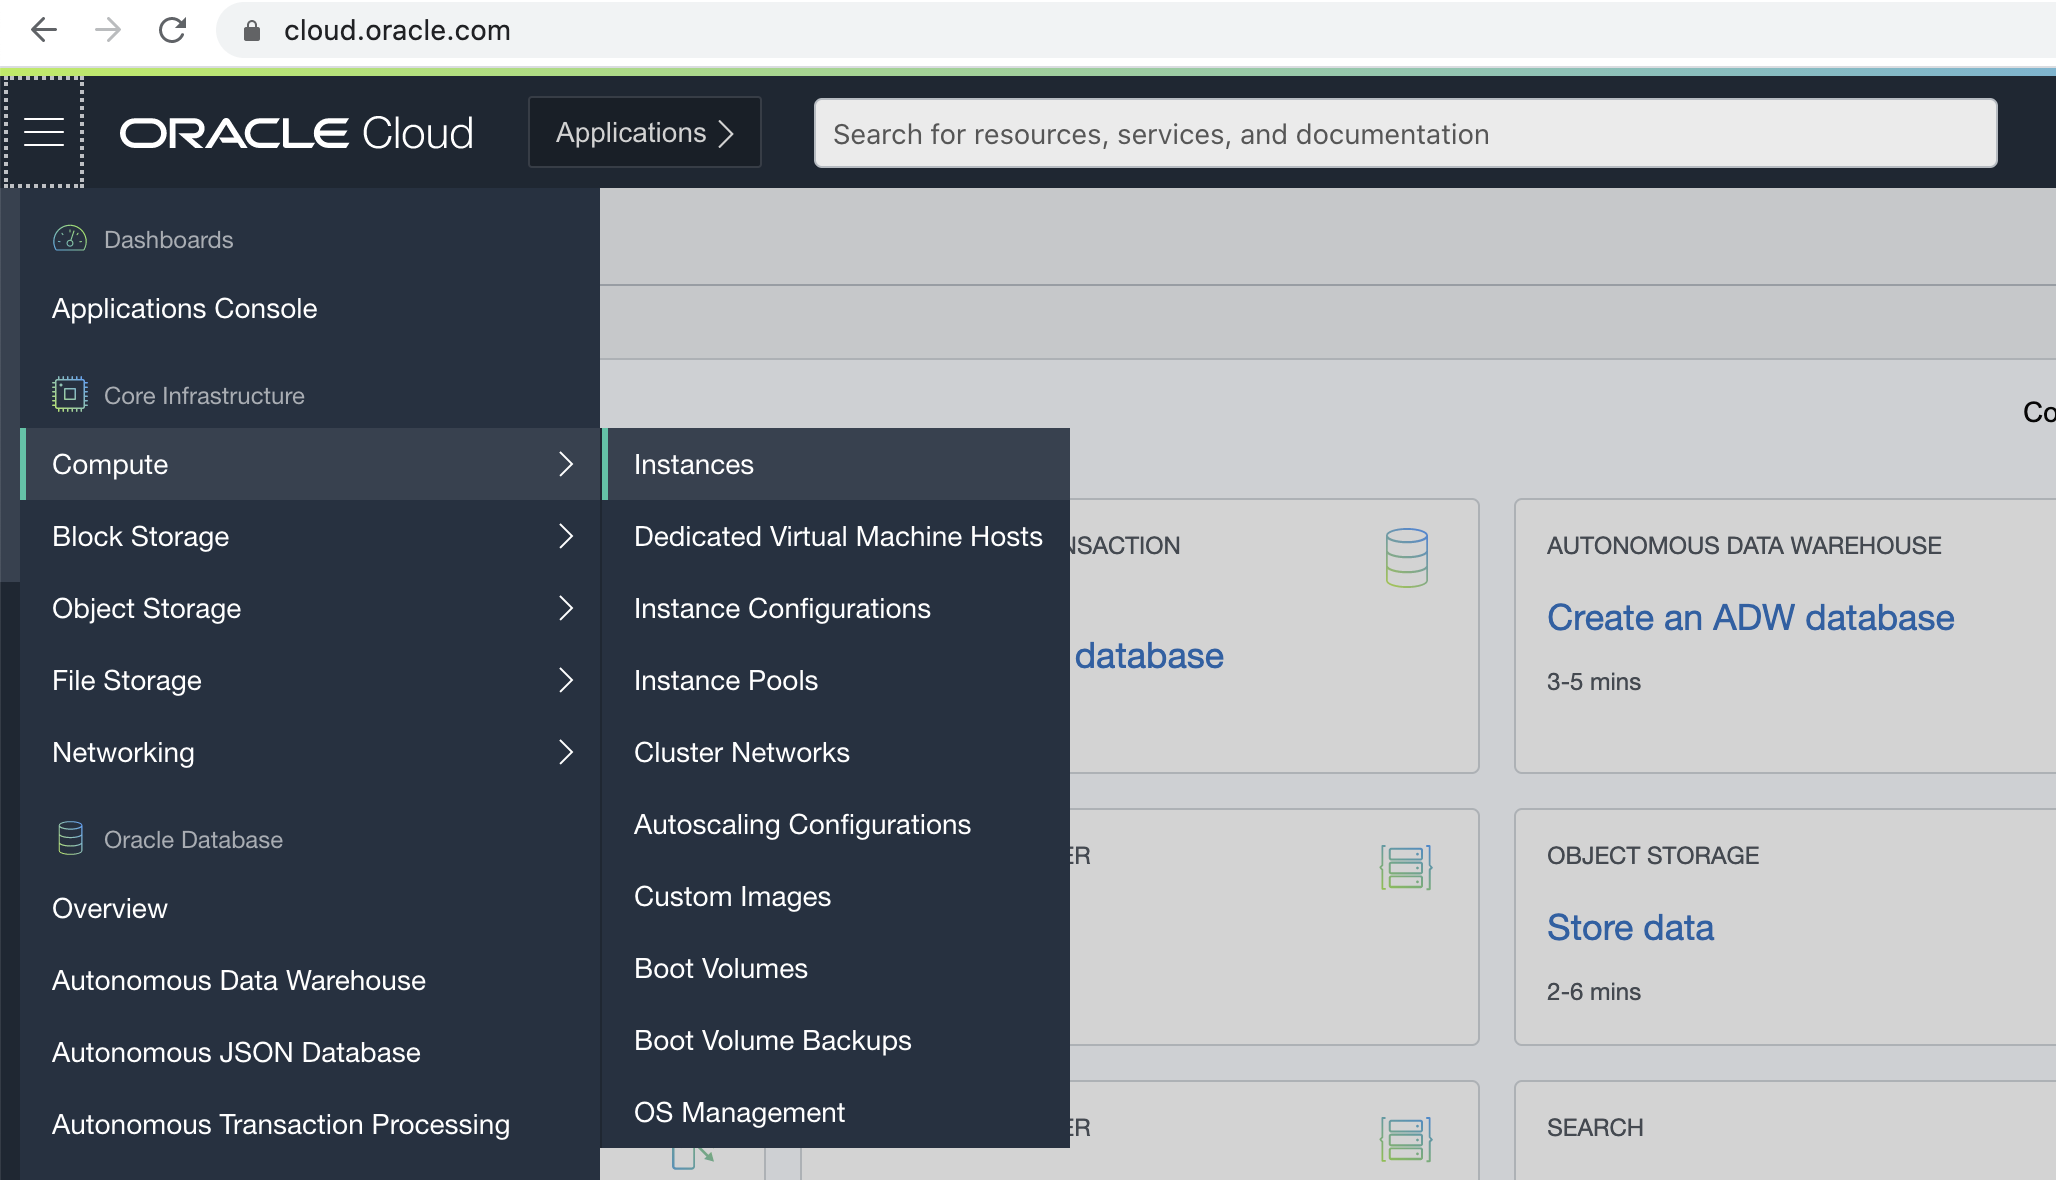 cloud.oracle.com
ORACLE Cloud
Applications
Search for resources, services, and documentation
Dashboards
Applications Console
Core Infrastructure
Compute
Block Storage
Object Storage
File Storage
Networking
Oracle Database
Overview
Autonomous Data Warehouse
Autonomous JSON Database
Autonomous Transaction Processing
Instances
Dedicated Virtual Machine Hosts
Instance Configurations
Instance Pools
Cluster Networks
Autoscaling Configurations
Custom Images
Boot Volumes
Boot Volume Backups
OS Management
database
AUTONOMOUS DATA WAREHOUSE
Create an ADW database
3-5 mins
OBJECT STORAGE
Store data
2-6 mins
SEARCH